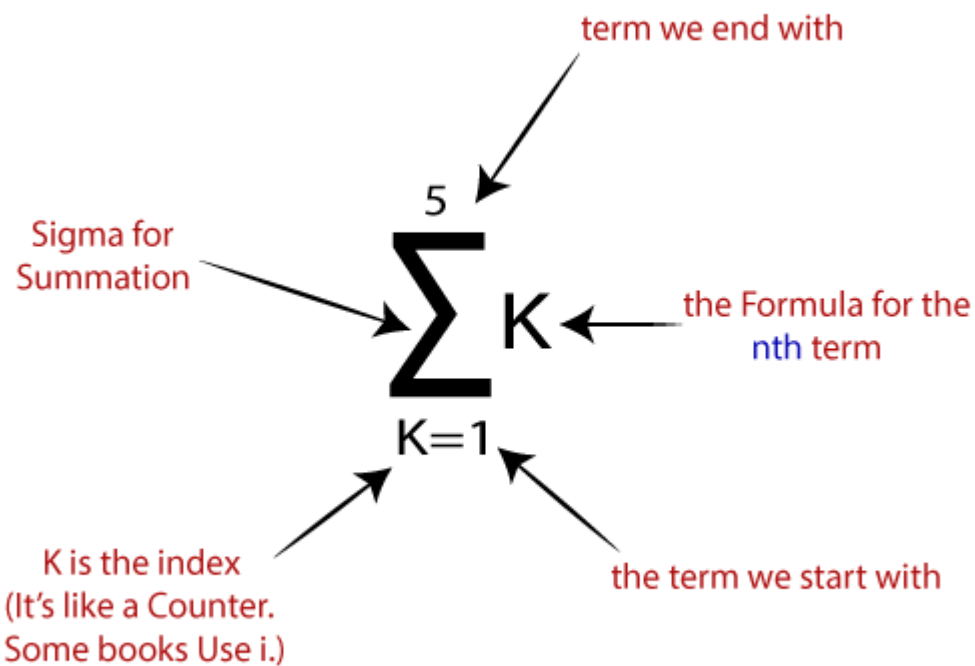 term we end with
5
Sigma for
Summation
Σ K
the Formula for the
nth term
K=1
K is the index
(It's like a Counter.
Some books Use i.)
the term we start with